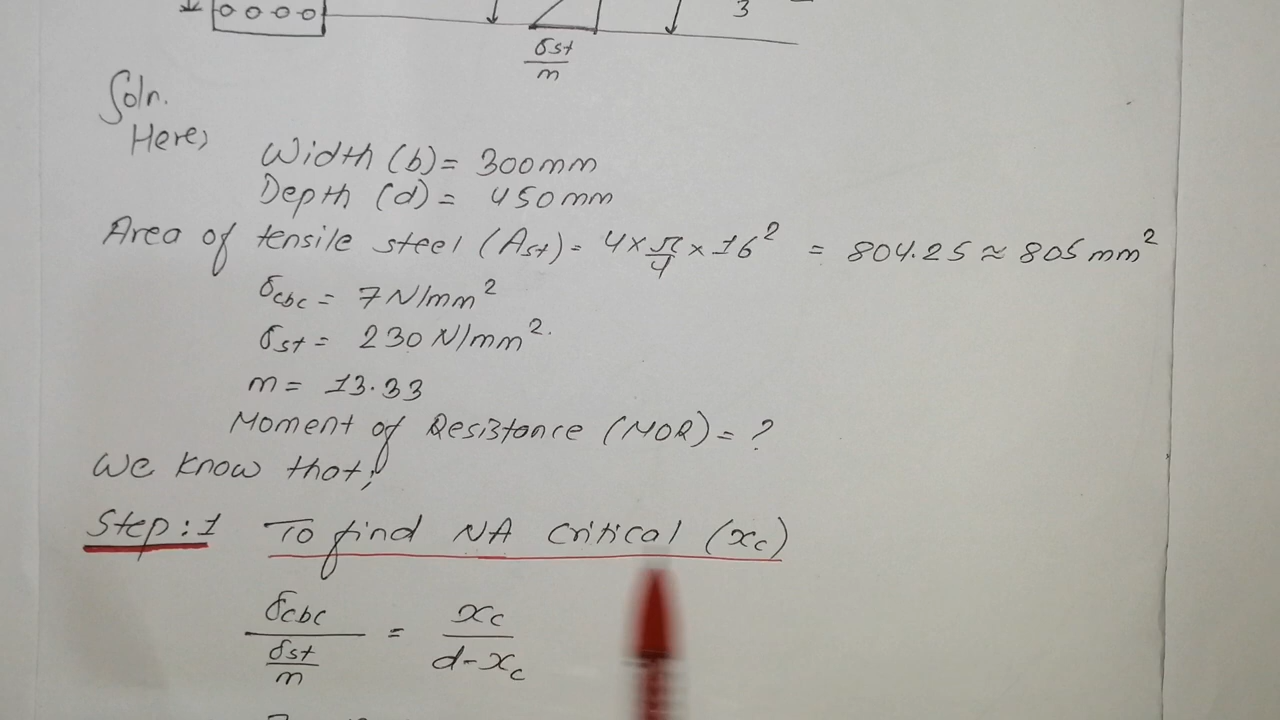 3
σst
m
Soln.
Here,
Width (b) = 300mm
Depth (d) = 450mm
Area of tensile steel (Ast) = 4 × π/4 × 16² = 804.25 ≈ 805 mm²
σcbc = 7 N/mm²
σst = 230 N/mm².
m = 13.33
Moment of Resistance (MOR) = ?
We know that,
Step:1 To find NA critical (xc)
σcbc / (σst/m) = xc / (d-xc)